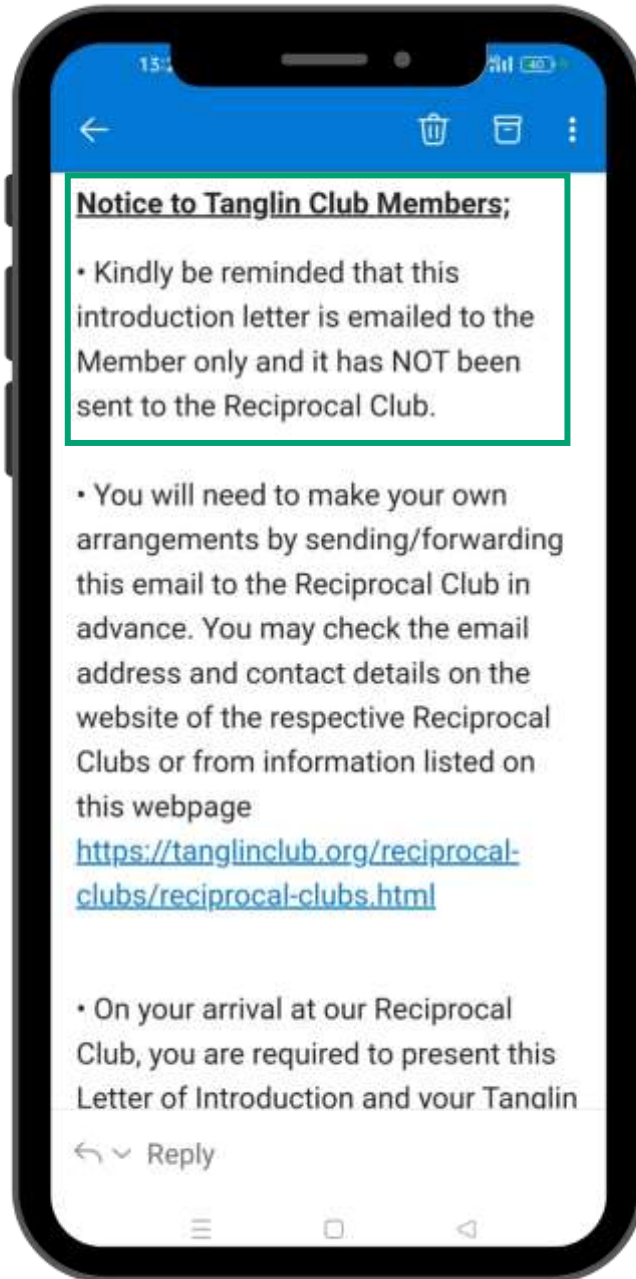 40
Notice to Tanglin Club Members;
• Kindly be reminded that this
introduction letter is emailed to the
Member only and it has NOT been
sent to the Reciprocal Club.
• You will need to make your own
arrangements by sending/forwarding
this email to the Reciprocal Club in
advance. You may check the email
address and contact details on the
website of the respective Reciprocal
Clubs or from information listed on
this webpage
https://tanglinclub.org/reciprocal-
clubs/reciprocal-clubs.html
• On your arrival at our Reciprocal
Club, you are required to present this
Letter of Introduction and your Tanglin
Reply